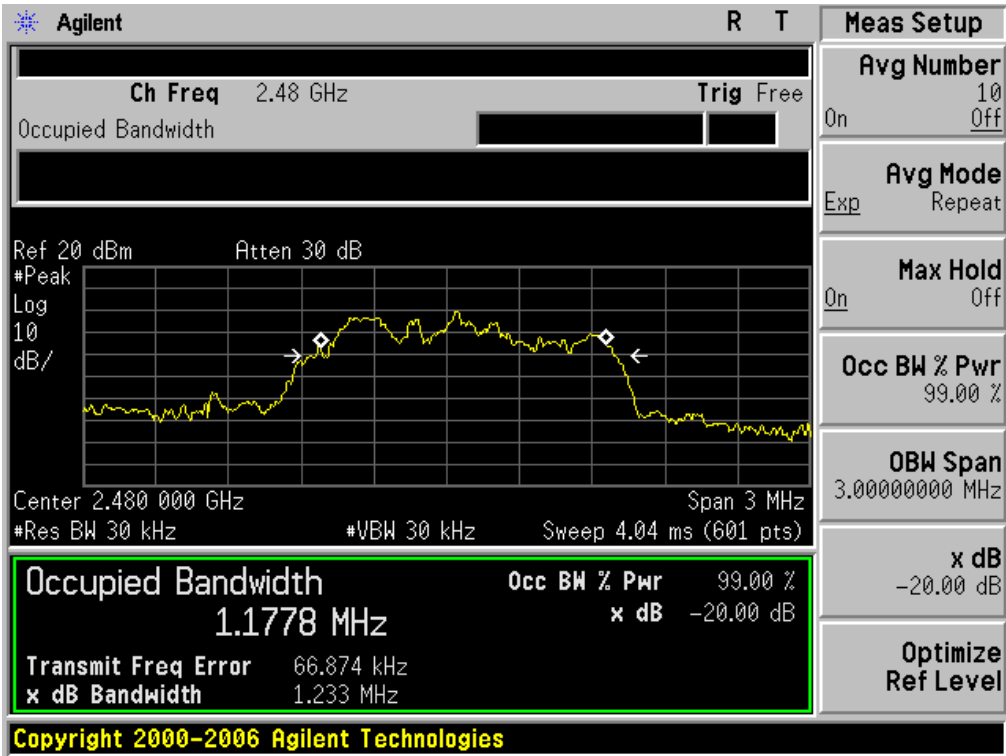 Agilent R T
Ch Freq 2.48 GHz Trig Free
Occupied Bandwidth
Ref 20 dBm Atten 30 dB
#Peak
Log
10
dB/
Center 2.480 000 GHz Span 3 MHz
#Res BW 30 kHz #VBW 30 kHz Sweep 4.04 ms (601 pts)
Occupied Bandwidth Occ BW % Pwr 99.00 %
1.1778 MHz x dB -20.00 dB
Transmit Freq Error 66.874 kHz
x dB Bandwidth 1.233 MHz
Copyright 2000-2006 Agilent Technologies
Meas Setup
Avg Number
10
On Off
Avg Mode
Exp Repeat
Max Hold
On Off
Occ BW % Pwr
99.00 %
OBW Span
3.00000000 MHz
x dB
-20.00 dB
Optimize
Ref Level